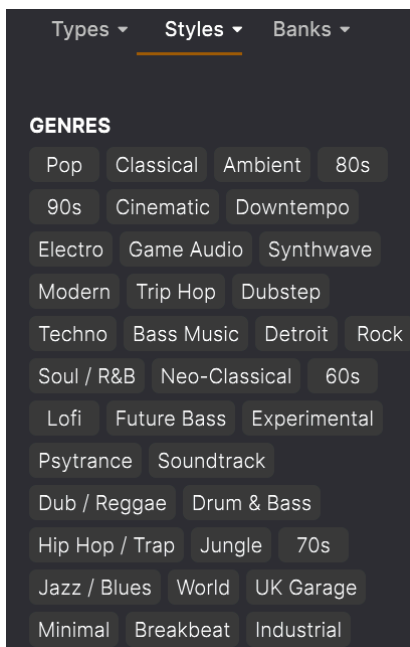 Types Styles Banks
GENRES
Pop Classical Ambient 80s
90s Cinematic Downtempo
Electro Game Audio Synthwave
Modern Trip Hop Dubstep
Techno Bass Music Detroit Rock
Soul / R&B Neo-Classical 60s
Lofi Future Bass Experimental
Psytrance Soundtrack
Dub / Reggae Drum & Bass
Hip Hop / Trap Jungle 70s
Jazz / Blues World UK Garage
Minimal Breakbeat Industrial